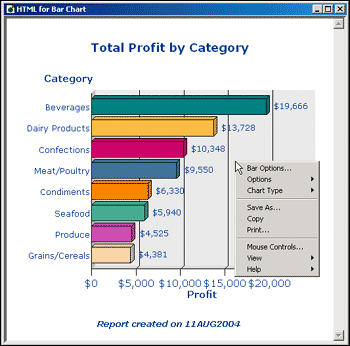 HTML for Bar Chart
Total Profit by Category
Category
Beverages $19,666
Dairy Products $13,728
Confections $10,348
Meat/Poultry $9,550
Condiments $6,330
Seafood $5,940
Produce $4,525
Grains/Cereals $4,381
Bar Options...
Options
Chart Type
Save As...
Copy
Print...
Mouse Controls...
View
Help
$0 $5,000 $10,000 $15,000 $20,000
Profit
Report created on 11AUG2004